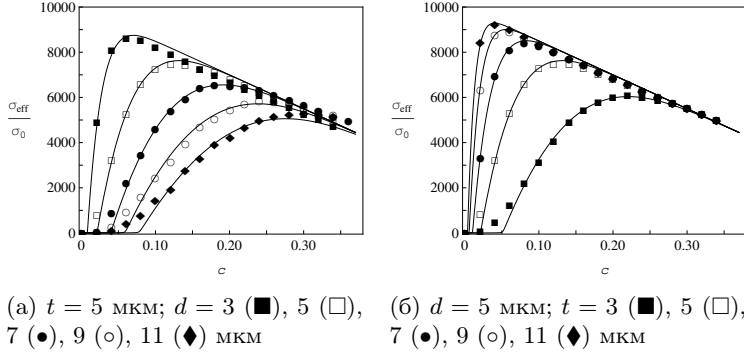 10000
8000
6000
4000
2000
0
σeff
σ0
0 0.10 0.20 0.30
c
10000
8000
6000
4000
2000
0
σeff
σ0
0 0.10 0.20 0.30
c
(а) t = 5 мкм; d = 3 (■), 5 (□),
7 (●), 9 (○), 11 (♦) мкм
(б) d = 5 мкм; t = 3 (■), 5 (□),
7 (●), 9 (○), 11 (♦) мкм